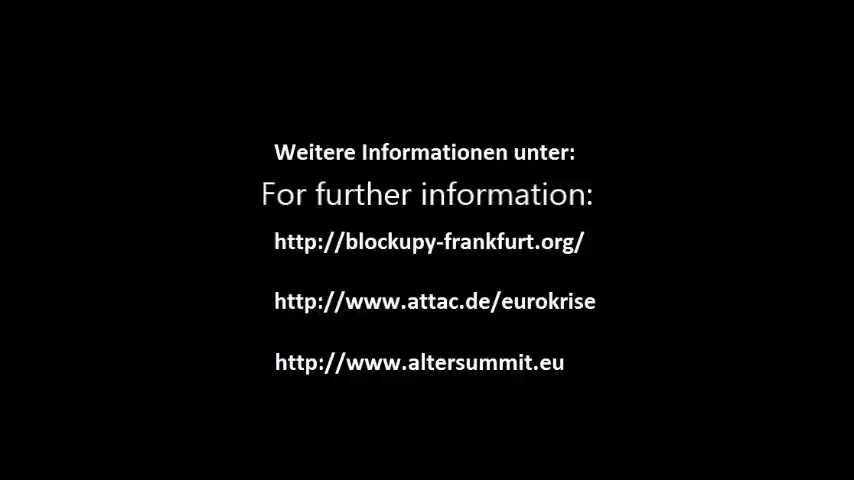 Weitere Informationen unter:
For further information:
http://blockupy-frankfurt.org/
http://www.attac.de/eurokrise
http://www.altersummit.eu